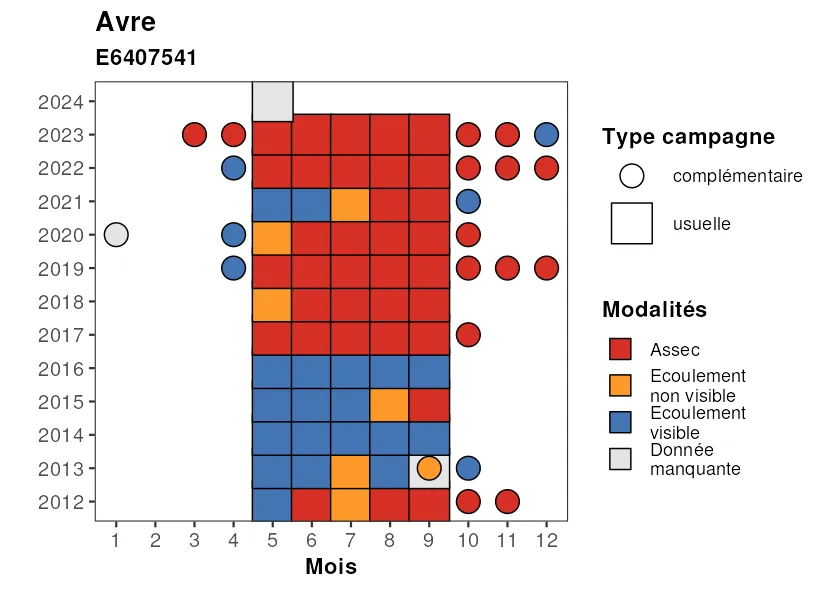 Avre
E6407541
2024
2023
2022
2021
2020
2019
2018
2017
2016
2015
2014
2013
2012
1 2 3 4 5 6 7 8 9 10 11 12
Mois
Type campagne
complémentaire
usuelle
Modalités
Assec
Ecoulement
non visible
Ecoulement
visible
Donnée
manquante